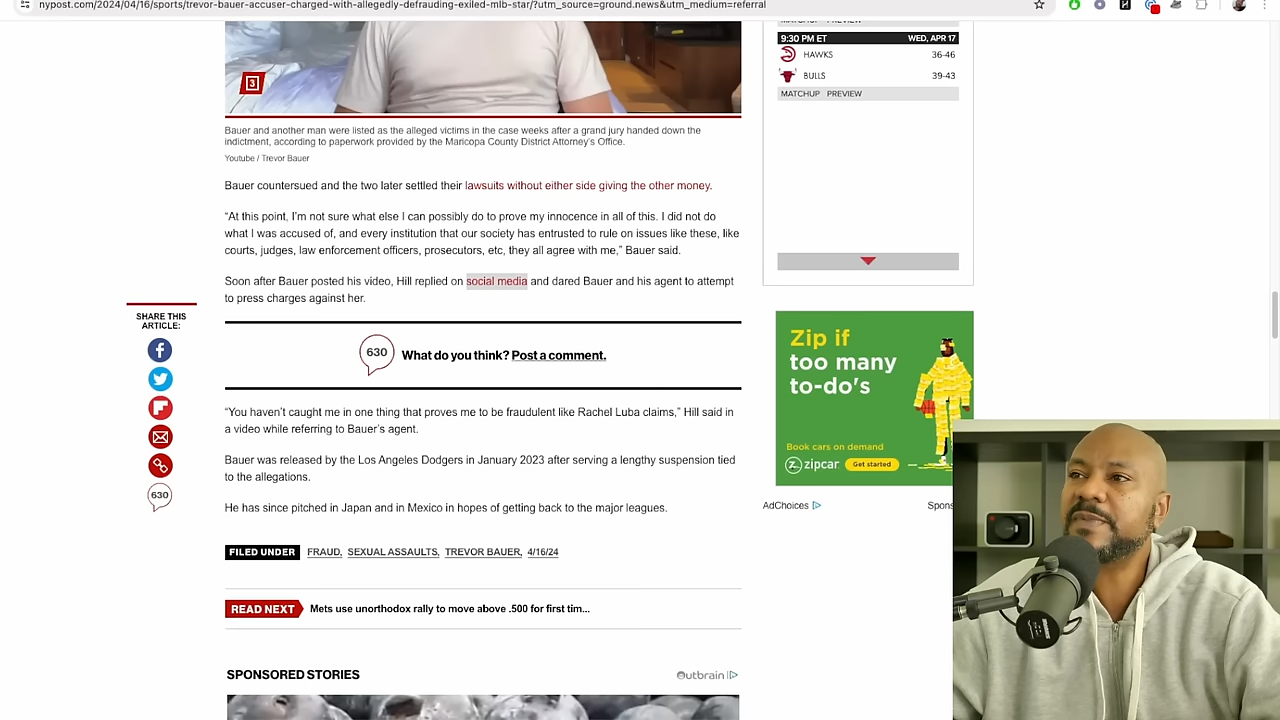 nypost.com/2024/04/16/sports/trevor-bauer-accuser-charged-with-allegedly-defrauding-exiled-mlb-star/?utm_source=ground.news&utm_medium=referral
3
Bauer and another man were listed as the alleged victims in the case weeks after a grand jury handed down the
indictment, according to paperwork provided by the Maricopa County District Attorney's Office.
Youtube / Trevor Bauer
Bauer countersued and the two later settled their lawsuits without either side giving the other money.
“At this point, I'm not sure what else I can possibly do to prove my innocence in all of this. I did not do
what I was accused of, and every institution that our society has entrusted to rule on issues like these, like
courts, judges, law enforcement officers, prosecutors, etc, they all agree with me,” Bauer said.
Soon after Bauer posted his video, Hill replied on social media and dared Bauer and his agent to attempt
to press charges against her.
SHARE THIS
ARTICLE:
630
630 What do you think? Post a comment.
“You haven't caught me in one thing that proves me to be fraudulent like Rachel Luba claims,” Hill said in
a video while referring to Bauer's agent.
Bauer was released by the Los Angeles Dodgers in January 2023 after serving a lengthy suspension tied
to the allegations.
He has since pitched in Japan and in Mexico in hopes of getting back to the major leagues.
FILED UNDER FRAUD, SEXUAL ASSAULTS, TREVOR BAUER, 4/16/24
READ NEXT Mets use unorthodox rally to move above .500 for first tim...
SPONSORED STORIES
Outbrain
MATCHUP PREVIEW
9:30 PM ET WED, APR 17
HAWKS 36-46
BULLS 39-43
MATCHUP PREVIEW
Zip if
too many
to-do's
Book cars on demand
zipcar Get started
AdChoices
Spons